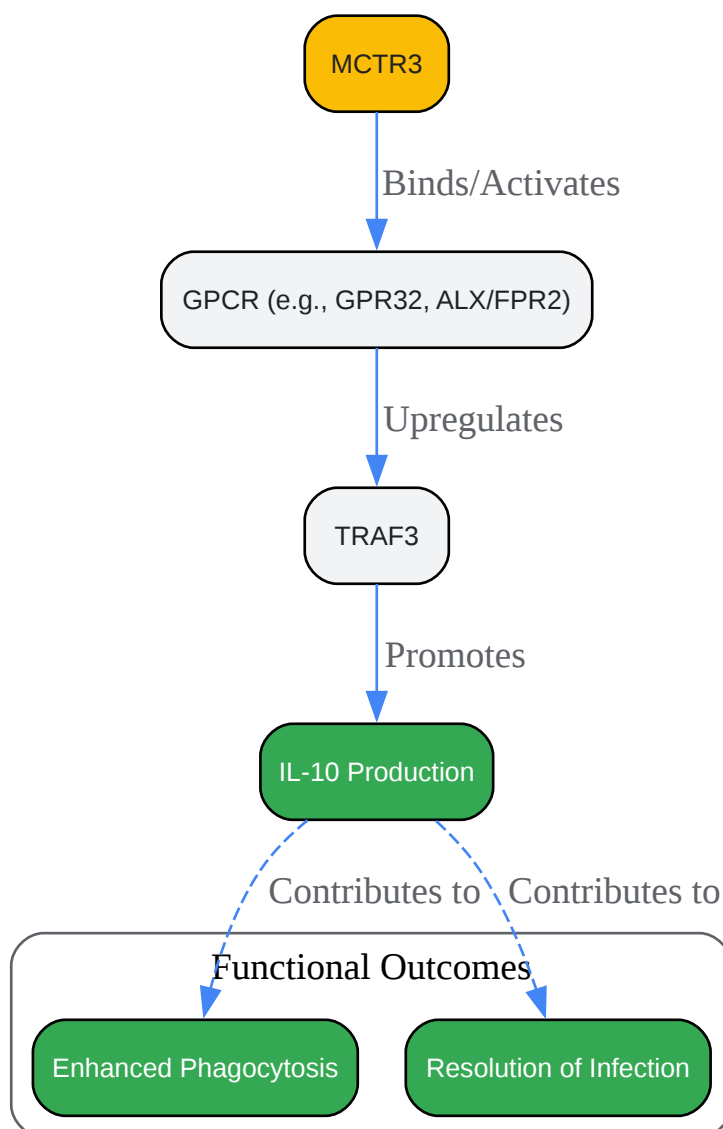 MCTR3
Binds/Activates
GPCR (e.g., GPR32, ALX/FPR2)
Upregulates
TRAF3
Promotes
IL-10 Production
Contributes to
Contributes to
Functional Outcomes
Enhanced Phagocytosis
Resolution of Infection